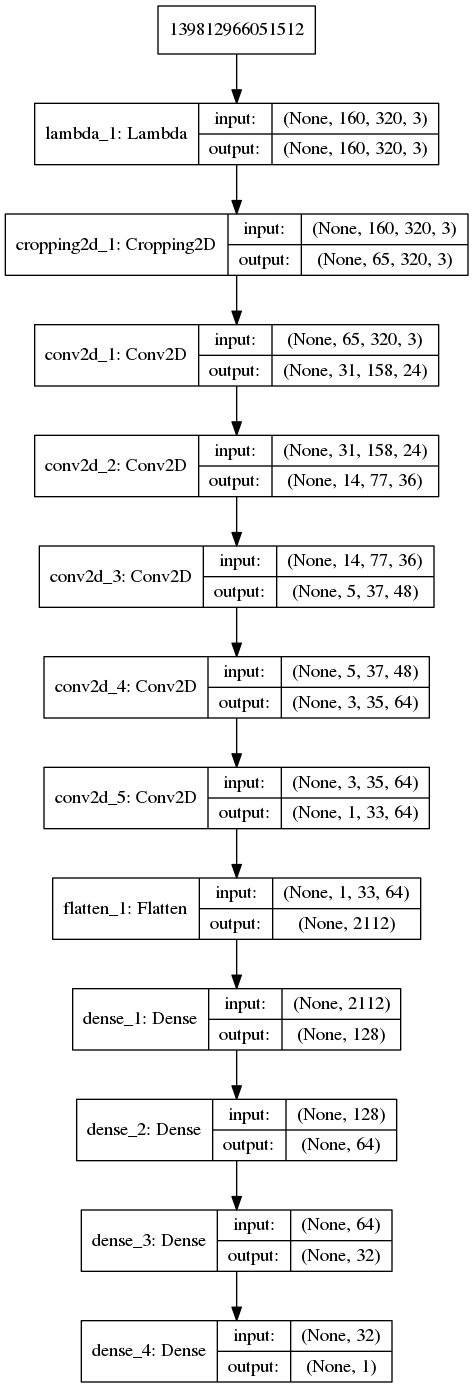 139812966051512
lambda_1: Lambda
input: (None, 160, 320, 3)
output: (None, 160, 320, 3)
cropping2d_1: Cropping2D
input: (None, 160, 320, 3)
output: (None, 65, 320, 3)
conv2d_1: Conv2D
input: (None, 65, 320, 3)
output: (None, 31, 158, 24)
conv2d_2: Conv2D
input: (None, 31, 158, 24)
output: (None, 14, 77, 36)
conv2d_3: Conv2D
input: (None, 14, 77, 36)
output: (None, 5, 37, 48)
conv2d_4: Conv2D
input: (None, 5, 37, 48)
output: (None, 3, 35, 64)
conv2d_5: Conv2D
input: (None, 3, 35, 64)
output: (None, 1, 33, 64)
flatten_1: Flatten
input: (None, 1, 33, 64)
output: (None, 2112)
dense_1: Dense
input: (None, 2112)
output: (None, 128)
dense_2: Dense
input: (None, 128)
output: (None, 64)
dense_3: Dense
input: (None, 64)
output: (None, 32)
dense_4: Dense
input: (None, 32)
output: (None, 1)